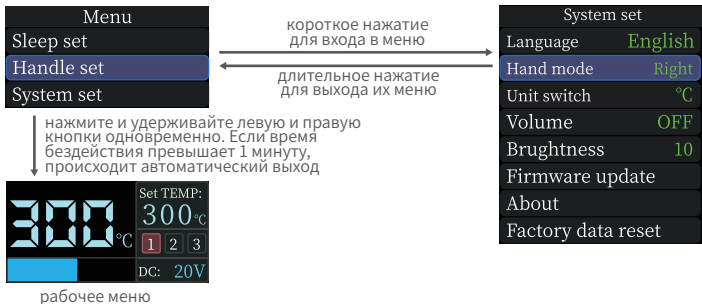 Menu
Sleep set
Handle set
System set
короткое нажатие
для входа в меню
длительное нажатие
для выхода их меню
System set
Language English
Hand mode Right
Unit switch °C
Volume OFF
Brughtness 10
Firmware update
About
Factory data reset
нажмите и удерживайте левую и правую
кнопки одновременно. Если время
бездействия превышает 1 минуту,
происходит автоматический выход
300°C
Set TEMP:
300°C
1 2 3
DC: 20V
рабочее меню